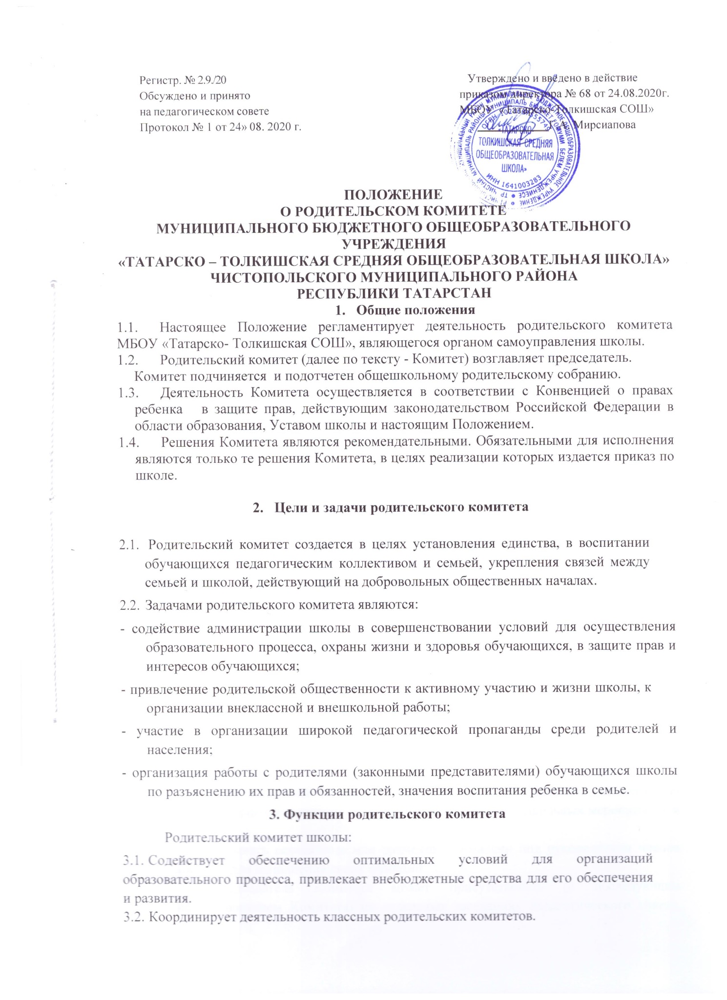 Регистр. № 2.9./20
Обсуждено и принято
на педагогическом совете
Протокол № 1 от 24» 08. 2020 г.
Утверждено и введено в действие
приказом директора № 68 от 24.08.2020г.
МБОУ «Татарско-Толкишская СОШ»
Г. А. Мирсиапова
«ТАТАРСКО-
ТОЛКИШСКАЯ СРЕДНЯЯ
ОБЩЕОБРАЗОВАТЕЛЬНАЯ
ШКОЛА»
ИНН 1641003283
ПОЛОЖЕНИЕ
О РОДИТЕЛЬСКОМ КОМИТЕТЕ
МУНИЦИПАЛЬНОГО БЮДЖЕТНОГО ОБЩЕОБРАЗОВАТЕЛЬНОГО
УЧРЕЖДЕНИЯ
«ТАТАРСКО – ТОЛКИШСКАЯ СРЕДНЯЯ ОБЩЕОБРАЗОВАТЕЛЬНАЯ ШКОЛА»
ЧИСТОПОЛЬСКОГО МУНИЦИПАЛЬНОГО РАЙОНА
РЕСПУБЛИКИ ТАТАРСТАН
1. Общие положения
1.1. Настоящее Положение регламентирует деятельность родительского комитета
МБОУ «Татарско- Толкишская СОШ», являющегося органом самоуправления школы.
1.2. Родительский комитет (далее по тексту - Комитет) возглавляет председатель.
Комитет подчиняется и подотчетен общешкольному родительскому собранию.
1.3. Деятельность Комитета осуществляется в соответствии с Конвенцией о правах
ребенка в защите прав, действующим законодательством Российской Федерации в
области образования, Уставом школы и настоящим Положением.
1.4. Решения Комитета являются рекомендательными. Обязательными для исполнения
являются только те решения Комитета, в целях реализации которых издается приказ по
школе.
2. Цели и задачи родительского комитета
2.1. Родительский комитет создается в целях установления единства, в воспитании
обучающихся педагогическим коллективом и семьей, укрепления связей между
семьей и школой, действующий на добровольных общественных началах.
2.2. Задачами родительского комитета являются:
- содействие администрации школы в совершенствовании условий для осуществления
образовательного процесса, охраны жизни и здоровья обучающихся, в защите прав и
интересов обучающихся;
- привлечение родительской общественности к активному участию и жизни школы, к
организации внеклассной и внешкольной работы;
- участие в организации широкой педагогической пропаганды среди родителей и
населения;
- организация работы с родителями (законными представителями) обучающихся школы
по разъяснению их прав и обязанностей, значения воспитания ребенка в семье.
3. Функции родительского комитета
Родительский комитет школы:
3.1. Содействует обеспечению оптимальных условий для организаций
образовательного процесса, привлекает внебюджетные средства для его обеспечения
и развития.
3.2. Координирует деятельность классных родительских комитетов.